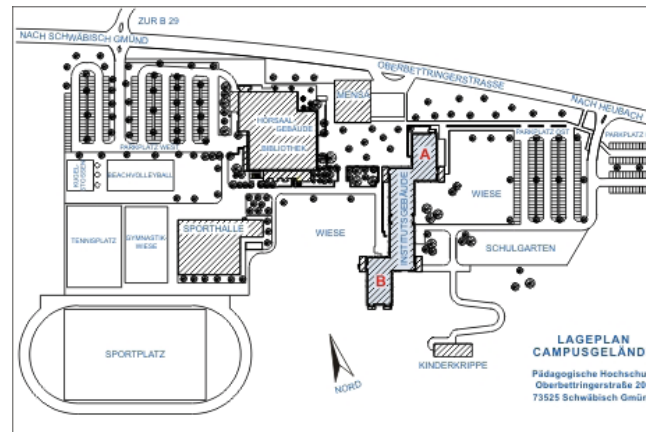 ZUR B 29
NACH SCHWÄBISCH GMÜND
OBERBETTRINGERSTRASSE
NACH HEUBACH
MENSA
HÖRSAAL-
GEBÄUDE
BIBLIOTHEK
PARKPLATZ WEST
PARKPLATZ OST
PARKPLATZ
A
KUGEL-
STOSSEN
BEACHVOLLEYBALL
WIESE
INSTITUTSGEBÄUDE
TENNISPLATZ
GYMNASTIK-
WIESE
SPORTHALLE
WIESE
SCHULGARTEN
B
SPORTPLATZ
NORD
KINDERKRIPPE
LAGEPLAN
CAMPUSGELÄND
Pädagogische Hochschu
Oberbettringerstraße 20
73525 Schwäbisch Gmün